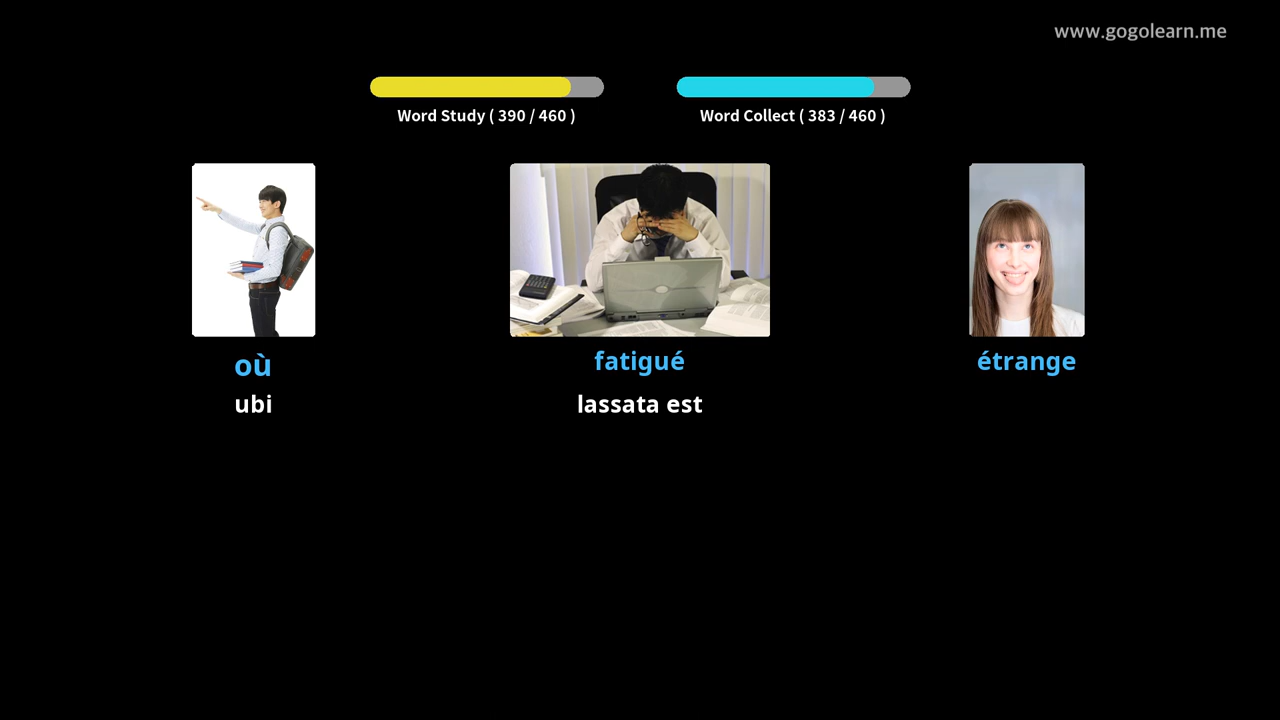 www.gogolearn.me
Word Study ( 390 / 460 )
Word Collect ( 383 / 460 )
où
fatigué
étrange
ubi
lassata est